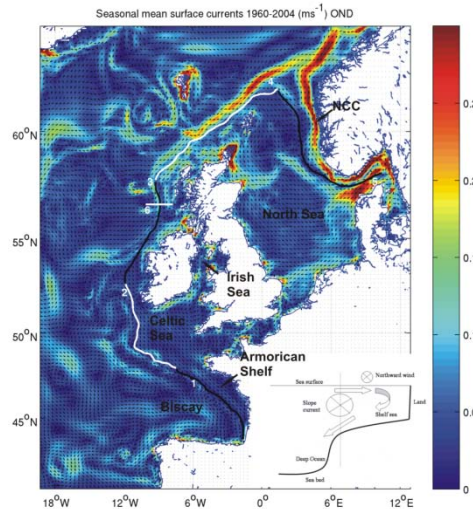 Seasonal mean surface currents 1960-2004 (ms⁻¹) OND
60°N
55°N
50°N
45°N
18°W
12°W
6°W
0°
6°E
12°E
NCC
North Sea
Irish
Sea
Celtic
Sea
Armorican
Shelf
Biscay
1
2
Northward wind
Sea surface
Slope
current
Shelf sea
Land
Deep Ocean
Sea bed
0